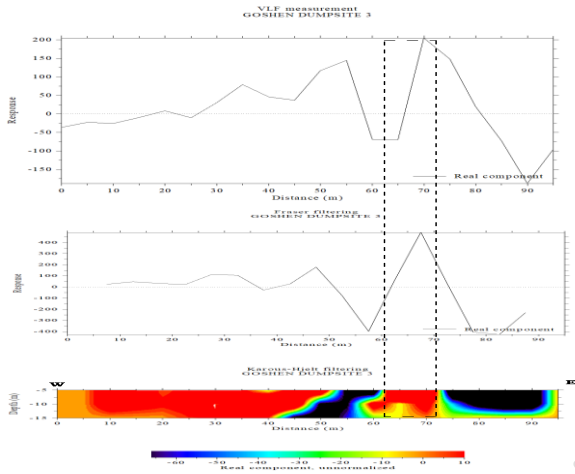 VLF measurement
GOSHEN DUMPSITE 3
200
150
100
50
0
-50
-100
-150
Response
Real component
0 10 20 30 40 50 60 70 80 90
Distance (m)
Fraser filtering
GOSHEN DUMPSITE 3
400
300
200
100
0
-100
-200
-300
-400
Response
Real component
0 10 20 30 40 50 60 70 80 90
Distance (m)
Karous-Hjelt filtering
GOSHEN DUMPSITE 3
W E
-5
-10
-15
Depth (m)
0 10 20 30 40 50 60 70 80 90
Distance (m)
-60 -50 -40 -30 -20 -10 0 10
Real component, unnormalized